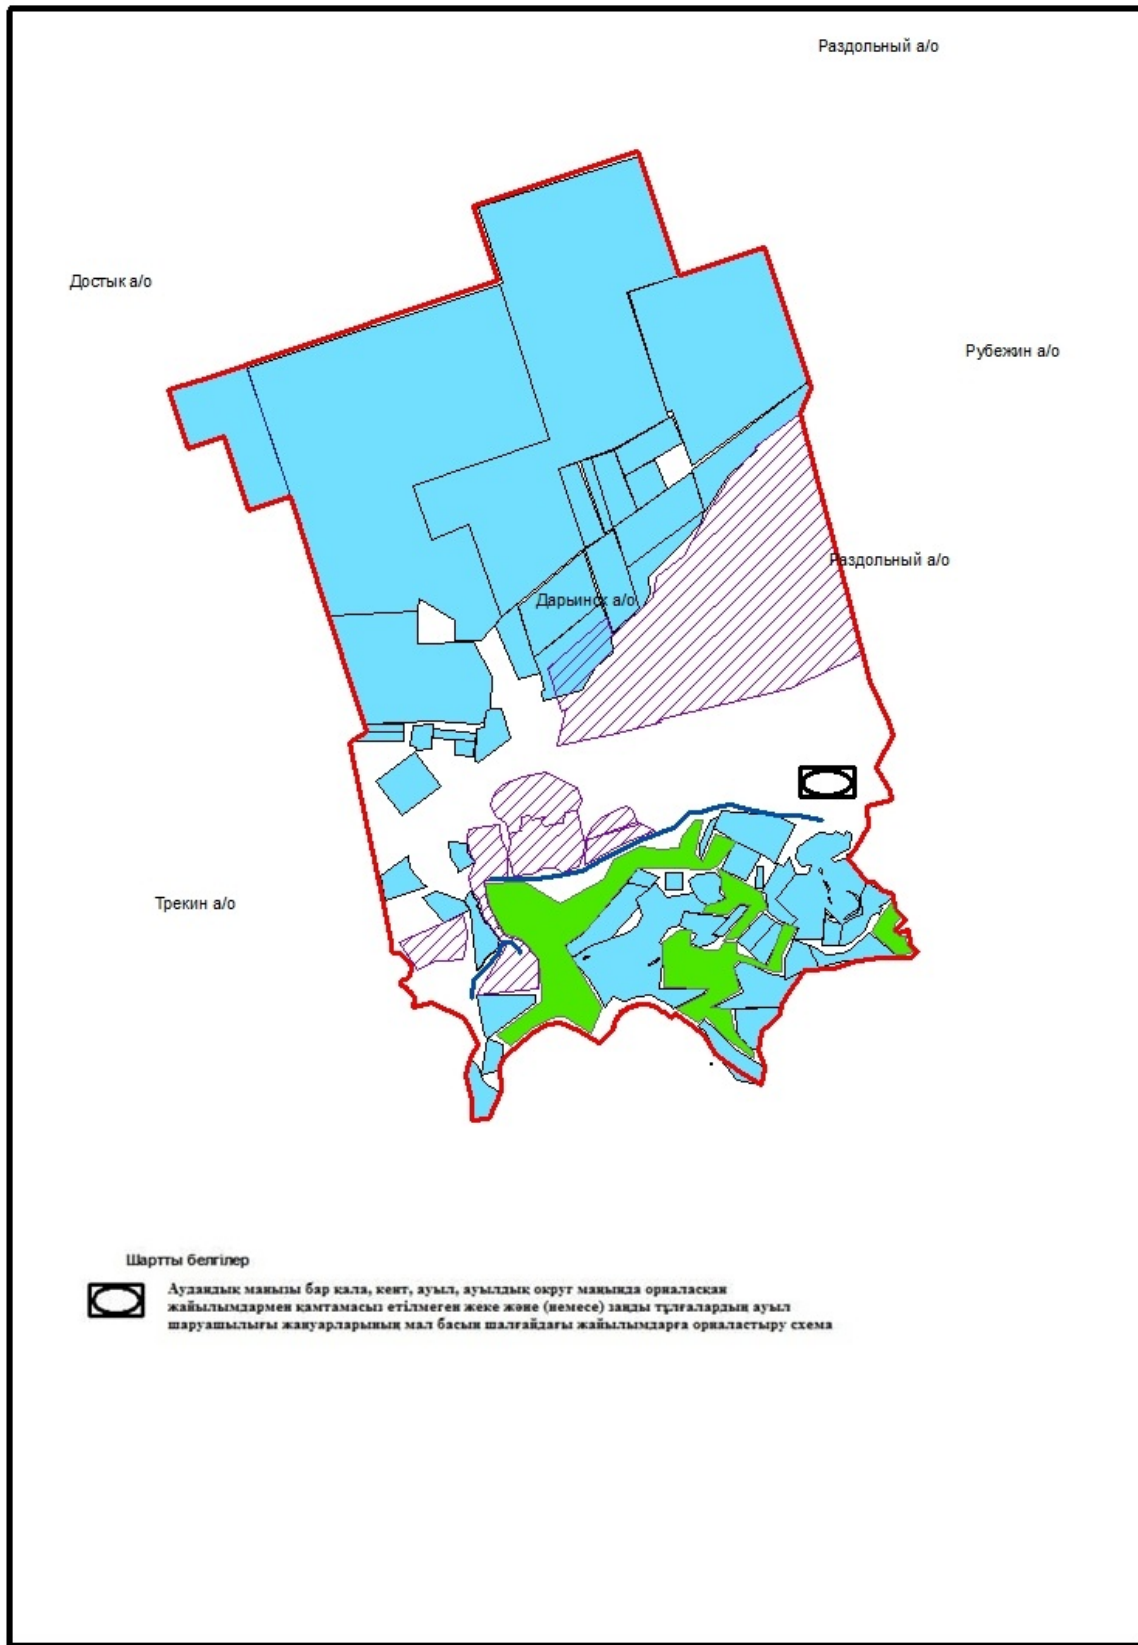 Раздольный а/о
Достык а/о
Рубежин а/о
Раздольный а/о
Дарьинск а/о
Трекин а/о
Шартты белгілер
Аудандық маңызы бар қала, кент, ауыл, ауылдық округ маңында орналасқан
жайылымдармен қамтамасыз етілмеген жеке және (немесе) заңды тұлғалардың ауыл
шаруашылығы жануарларының мал басын шалғайдағы жайылымдарға орналастыру схема